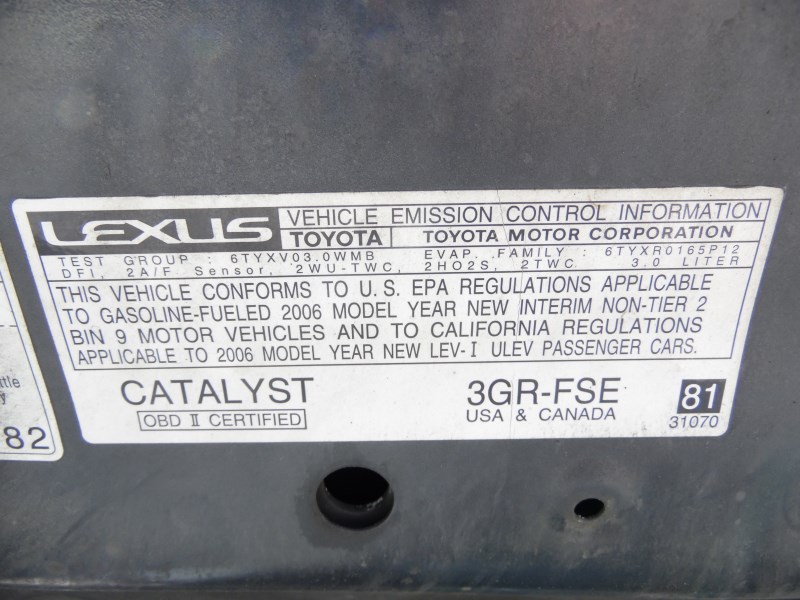 LEXUS VEHICLE EMISSION CONTROL INFORMATION
TOYOTA TOYOTA MOTOR CORPORATION
TEST GROUP : 6TYXV03.0WMB EVAP. FAMILY : 6TYXR0165P12
DFI, 2A/F Sensor, 2WU-TWC, 2HO2S, 2TWC 3.0 LITER
THIS VEHICLE CONFORMS TO U.S. EPA REGULATIONS APPLICABLE
TO GASOLINE-FUELED 2006 MODEL YEAR NEW INTERIM NON-TIER 2
BIN 9 MOTOR VEHICLES AND TO CALIFORNIA REGULATIONS
APPLICABLE TO 2006 MODEL YEAR NEW LEV-I ULEV PASSENGER CARS.
CATALYST 3GR-FSE 81
OBD II CERTIFIED USA & CANADA 31070
82